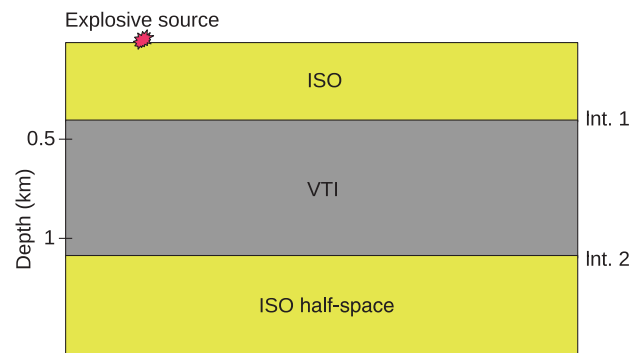 Explosive source
ISO
Int. 1
0.5
VTI
Depth (km)
1
Int. 2
ISO half-space